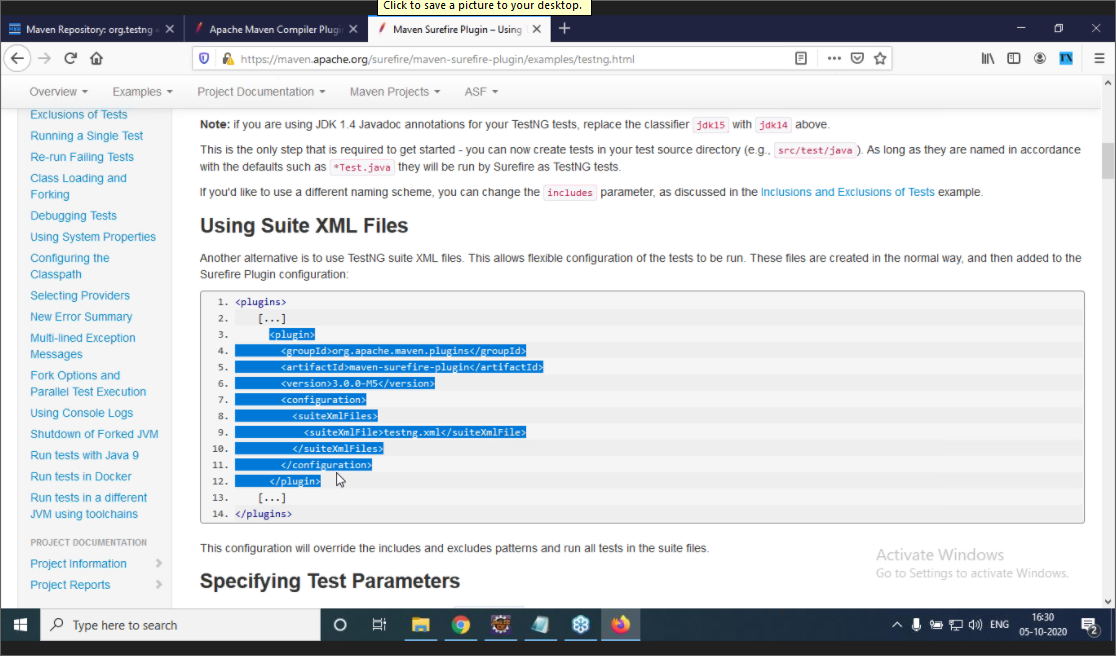 Click to save a picture to your desktop.
Maven Repository: org.testng
Apache Maven Compiler Plugi
Maven Surefire Plugin – Using
https://maven.apache.org/surefire/maven-surefire-plugin/examples/testng.html
Overview
Examples
Project Documentation
Maven Projects
ASF
Exclusions of Tests
Running a Single Test
Re-run Failing Tests
Class Loading and
Forking
Debugging Tests
Using System Properties
Configuring the
Classpath
Selecting Providers
New Error Summary
Multi-lined Exception
Messages
Fork Options and
Parallel Test Execution
Using Console Logs
Shutdown of Forked JVM
Run tests with Java 9
Run tests in Docker
Run tests in a different
JVM using toolchains
PROJECT DOCUMENTATION
Project Information
Project Reports
Note: if you are using JDK 1.4 Javadoc annotations for your TestNG tests, replace the classifier jdk15 with jdk14 above.
This is the only step that is required to get started - you can now create tests in your test source directory (e.g., src/test/java). As long as they are named in accordance
with the defaults such as *Test.java they will be run by Surefire as TestNG tests.
If you'd like to use a different naming scheme, you can change the includes parameter, as discussed in the Inclusions and Exclusions of Tests example.
Using Suite XML Files
Another alternative is to use TestNG suite XML files. This allows flexible configuration of the tests to be run. These files are created in the normal way, and then added to the
Surefire Plugin configuration:
1. <plugins>
2. [...]
3. <plugin>
4. <groupId>org.apache.maven.plugins</groupId>
5. <artifactId>maven-surefire-plugin</artifactId>
6. <version>3.0.0-M5</version>
7. <configuration>
8. <suiteXmlFiles>
9. <suiteXmlFile>testng.xml</suiteXmlFile>
10. </suiteXmlFiles>
11. </configuration>
12. </plugin>
13. [...]
14. </plugins>
This configuration will override the includes and excludes patterns and run all tests in the suite files.
Specifying Test Parameters
Activate Windows
Go to Settings to activate Windows.
Type here to search
ENG
16:30
05-10-2020
2